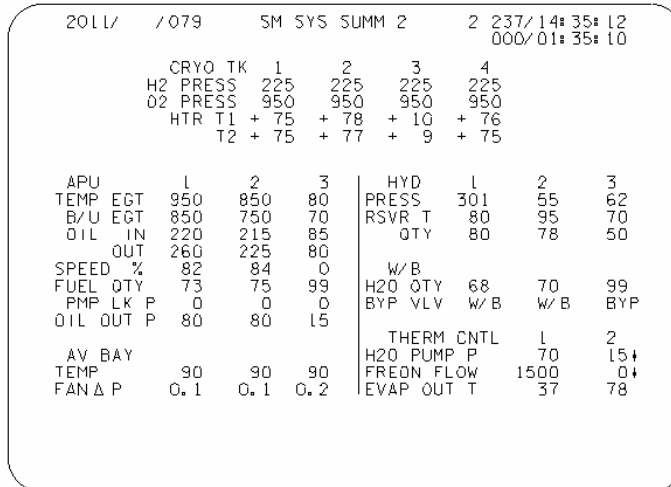 2011/ /079 SM SYS SUMM 2 2 237/14:35:12
000/01:35:10
CRYO TK 1 2 3 4
H2 PRESS 225 225 225 225
O2 PRESS 950 950 950 950
HTR T1 + 75 + 78 + 10 + 76
T2 + 75 + 77 + 9 + 75
APU 1 2 3
TEMP EGT 950 850 80
B/U EGT 850 750 70
OIL IN 220 215 85
OUT 260 225 80
SPEED % 82 84 0
FUEL QTY 73 75 99
PMP LK P 0 0 0
OIL OUT P 80 80 15
AV BAY
TEMP 90 90 90
FAN Δ P 0.1 0.1 0.2
HYD 1 2 3
PRESS 301 55 62
RSVR T 80 95 70
QTY 80 78 50
W/B
H2O QTY 68 70 99
BYP VLV W/B W/B BYP
THERM CNTL 1 2
H2O PUMP P 70 15↓
FREON FLOW 1500 0↓
EVAP OUT T 37 78